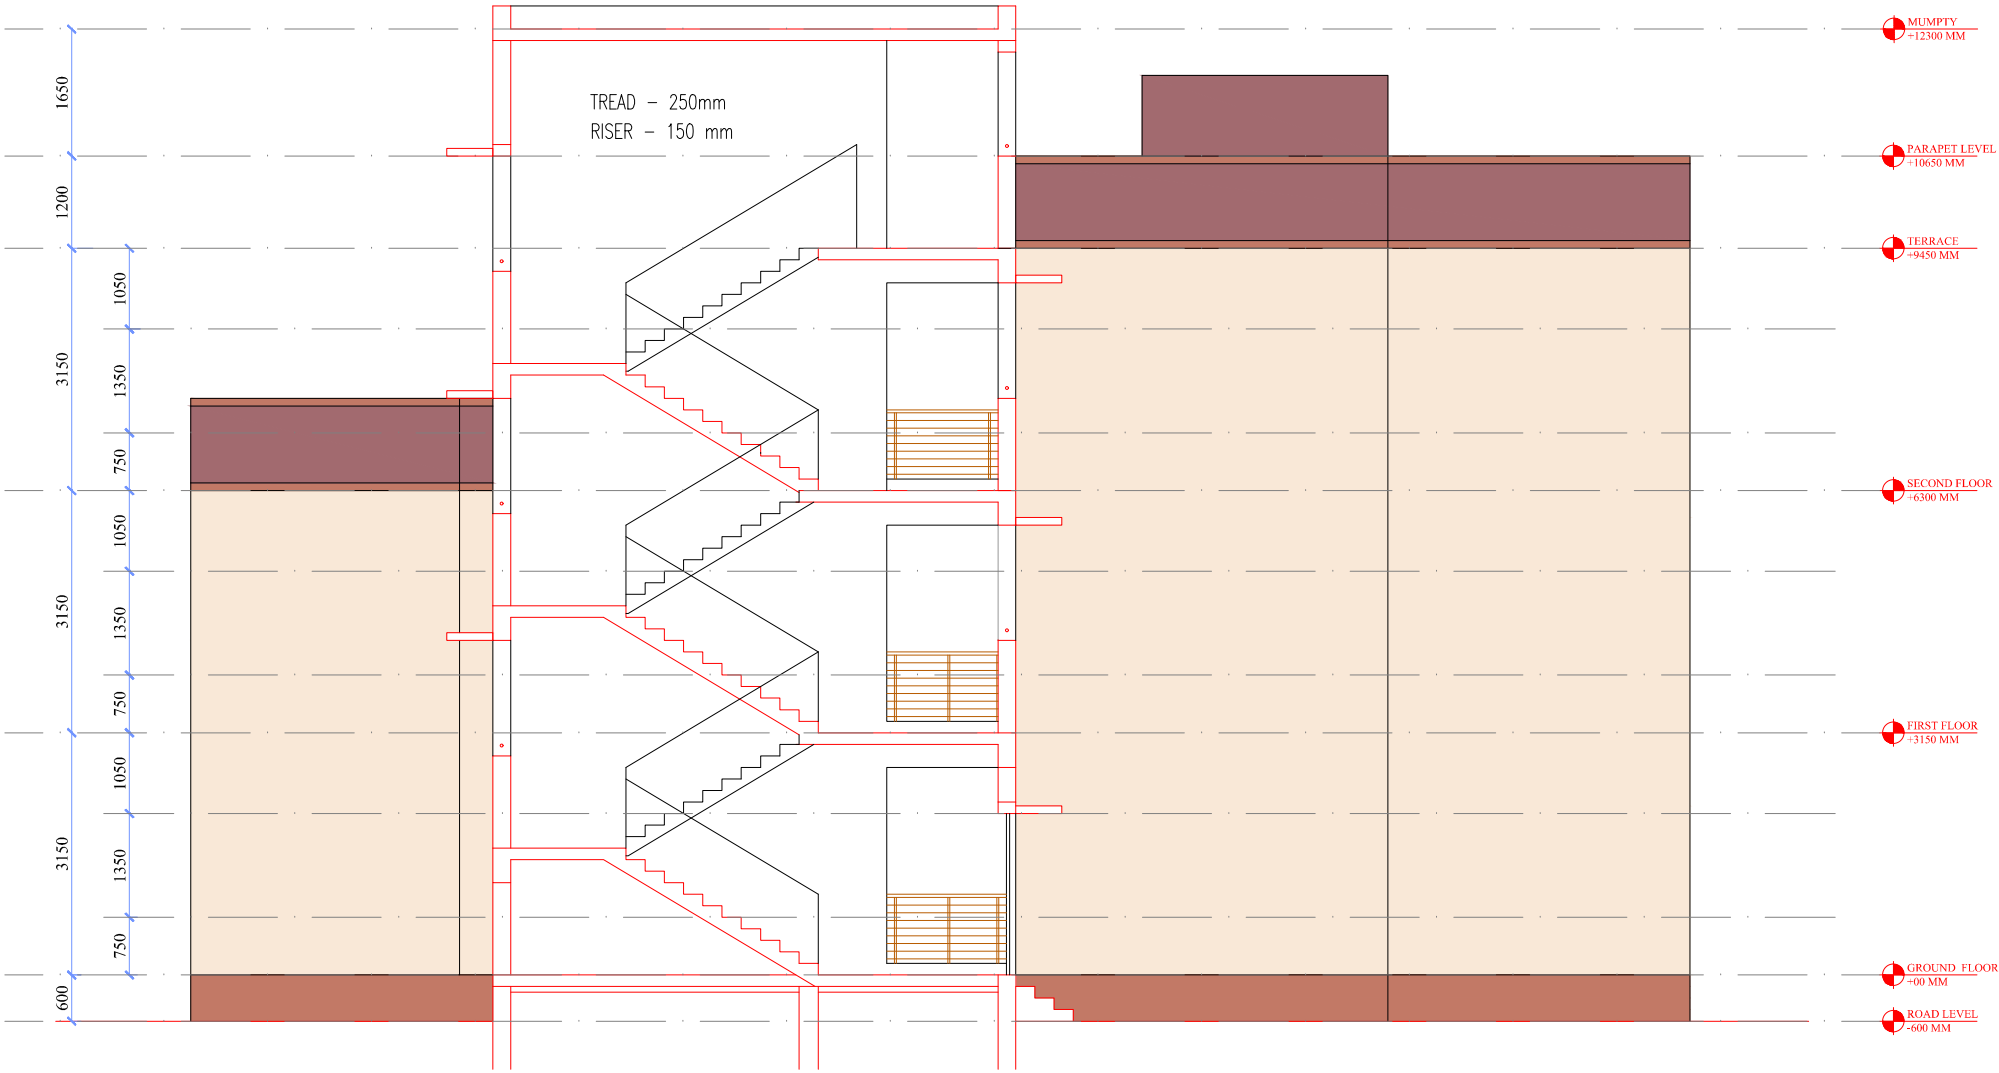 MUMPTY
+12300 MM
TREAD - 250mm
RISER - 150 mm
1650
PARAPET LEVEL
+10650 MM
1200
TERRACE
+9450 MM
1050
1350
3150
750
SECOND FLOOR
+6300 MM
1050
1350
3150
750
FIRST FLOOR
+3150 MM
1050
1350
3150
750
GROUND FLOOR
+00 MM
600
ROAD LEVEL
-600 MM